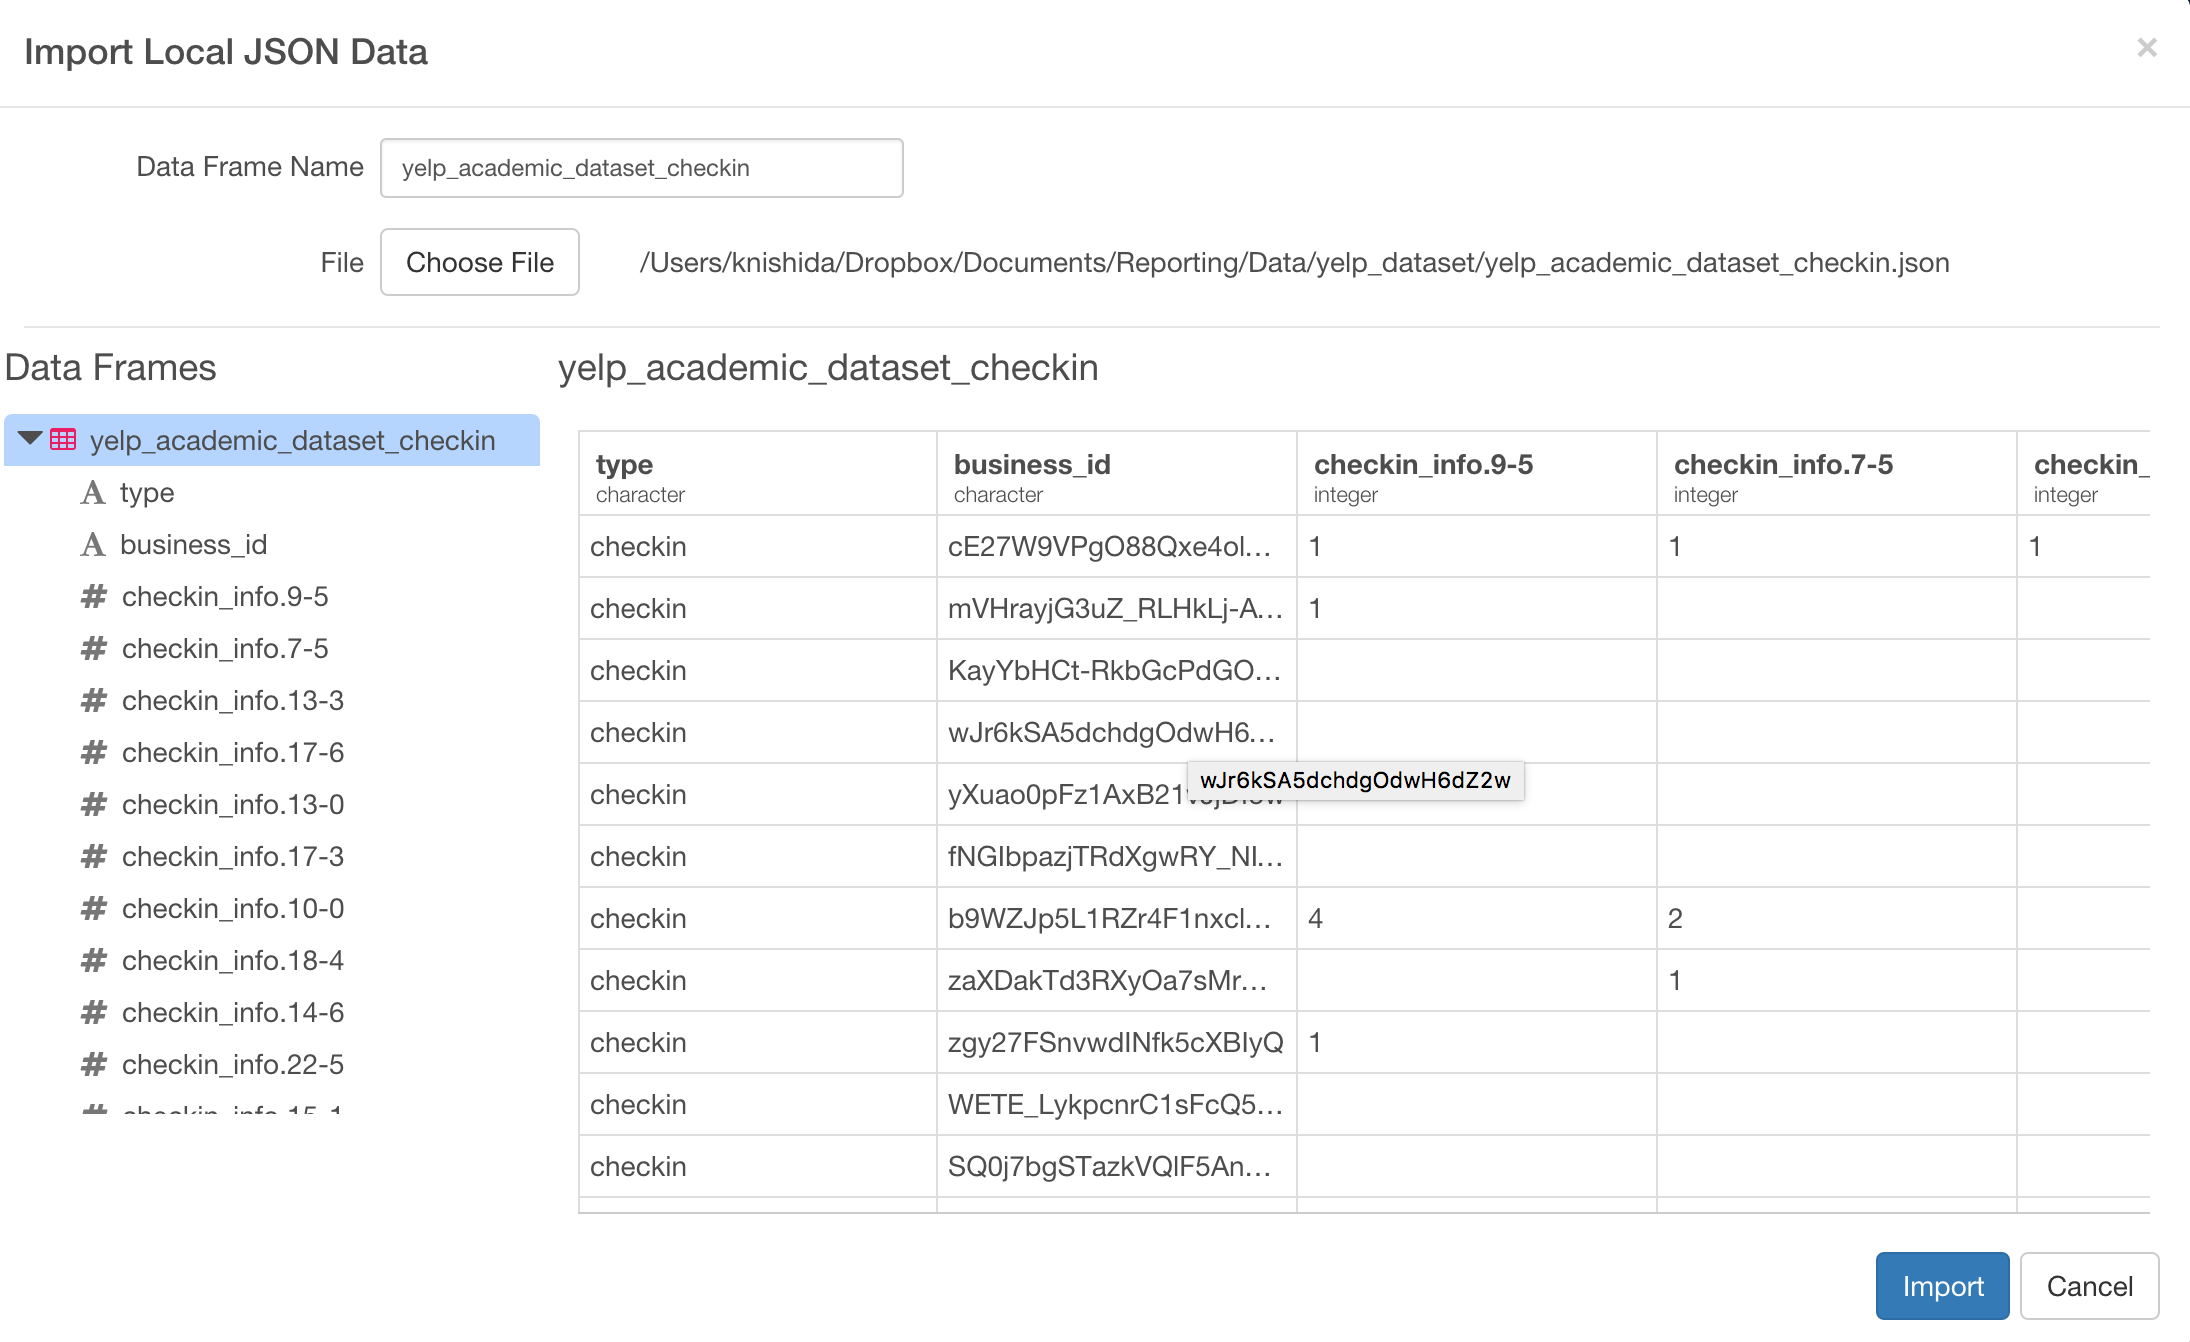 Import Local JSON Data
×
Data Frame Name yelp_academic_dataset_checkin
File Choose File /Users/knishida/Dropbox/Documents/Reporting/Data/yelp_dataset/yelp_academic_dataset_checkin.json
Data Frames
yelp_academic_dataset_checkin
A type
A business_id
# checkin_info.9-5
# checkin_info.7-5
# checkin_info.13-3
# checkin_info.17-6
# checkin_info.13-0
# checkin_info.17-3
# checkin_info.10-0
# checkin_info.18-4
# checkin_info.14-6
# checkin_info.22-5
# checkin_info.15-1
yelp_academic_dataset_checkin
type business_id checkin_info.9-5 checkin_info.7-5 checkin_
character character integer integer integer
checkin cE27W9VPgO88Qxe4ol... 1 1 1
checkin mVHrayjG3uZ_RLHkLj-A... 1
checkin KayYbHCt-RkbGcPdGO...
checkin wJr6kSA5dchdgOdwH6...
wJr6kSA5dchdgOdwH6dZ2w
checkin
checkin fNGIbpazjTRdXgwRY_NI...
checkin b9WZJp5L1RZr4F1nxcl... 4 2
checkin zaXDakTd3RXyOa7sMr... 1
checkin zgy27FSnvwdINfk5cXBIyQ 1
checkin WETE_LykpcnrC1sFcQ5...
checkin SQ0j7bgSTazkVQlF5An...
Import Cancel